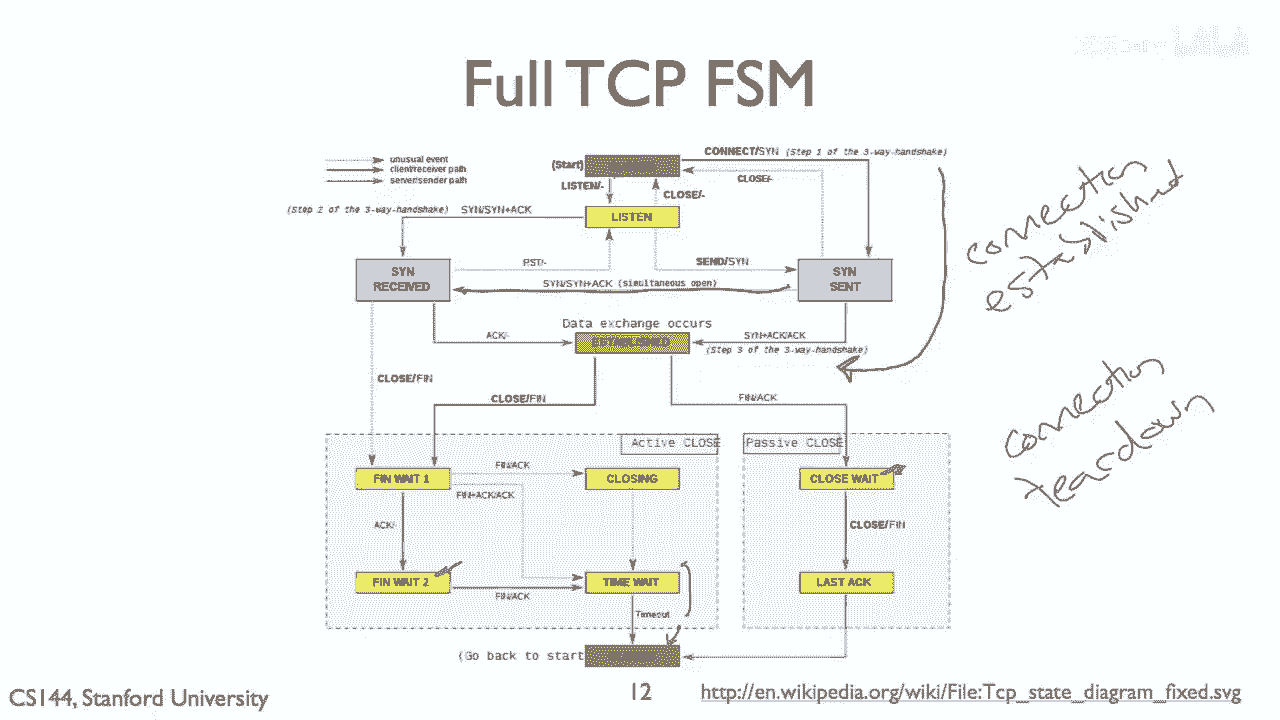 Full TCP FSM
unusual event
client/receiver path
server/sender path
(Start)
CONNECT/SYN (Step 1 of the 3-way-handshake)
CLOSE/-
LISTEN/-
CLOSE/-
(Step 2 of the 3-way-handshake) SYN/SYN+ACK
LISTEN
RST/-
SEND/SYN
SYN
RECEIVED
SYN/SYN+ACK (simultaneous open)
SYN
SENT
Data exchange occurs
ACK/-
ESTABLISHED
SYN+ACK/ACK
(Step 3 of the 3-way-handshake)
connection
established
CLOSE/FIN
CLOSE/FIN
FIN/ACK
connection
teardown
Active CLOSE
Passive CLOSE
FIN WAIT 1
FIN/ACK
CLOSING
CLOSE WAIT
FIN+ACK/ACK
ACK/-
CLOSE/FIN
FIN WAIT 2
FIN/ACK
TIME WAIT
LAST ACK
Timeout
(Go back to start
CS144, Stanford University
12
http://en.wikipedia.org/wiki/File:Tcp_state_diagram_fixed.svg